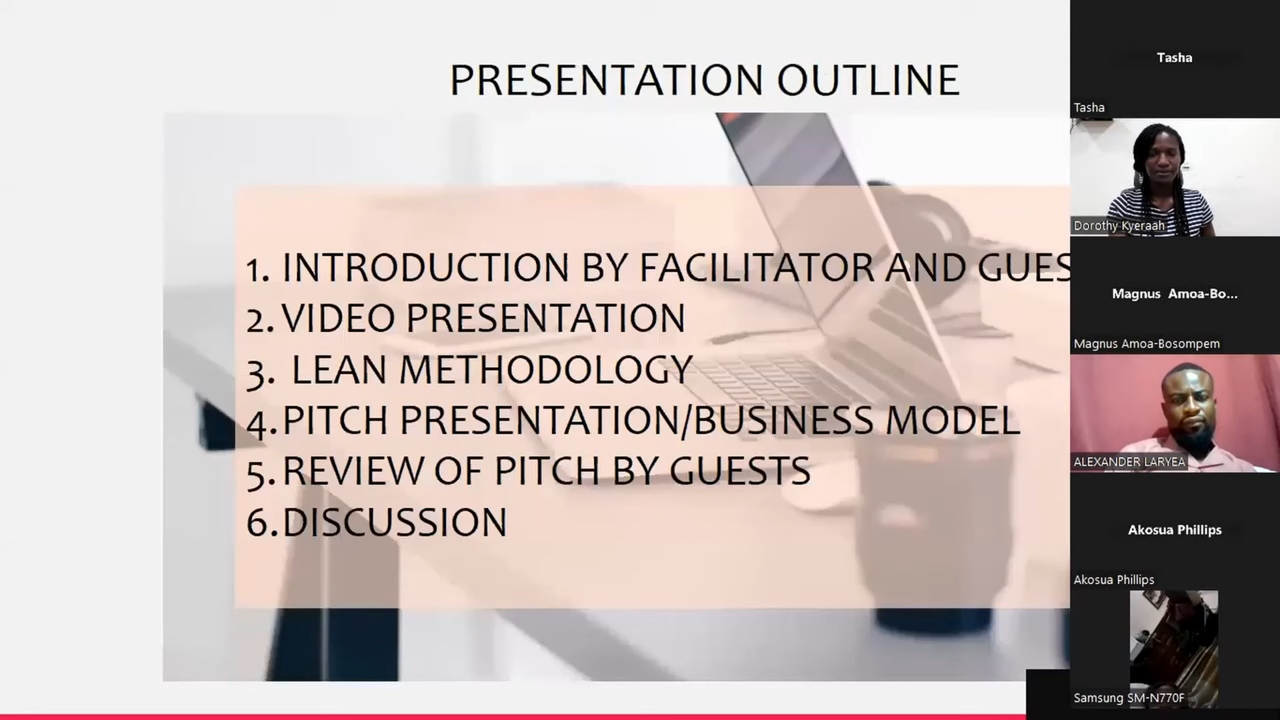 PRESENTATION OUTLINE
1. INTRODUCTION BY FACILITATOR AND GUES
2. VIDEO PRESENTATION
3. LEAN METHODOLOGY
4. PITCH PRESENTATION/BUSINESS MODEL
5. REVIEW OF PITCH BY GUESTS
6. DISCUSSION
Tasha
Tasha
Dorothy Kyeraah
Magnus Amoa-Bo...
Magnus Amoa-Bosompem
ALEXANDER LARYEA
Akosua Phillips
Akosua Phillips
Samsung SM-N770F